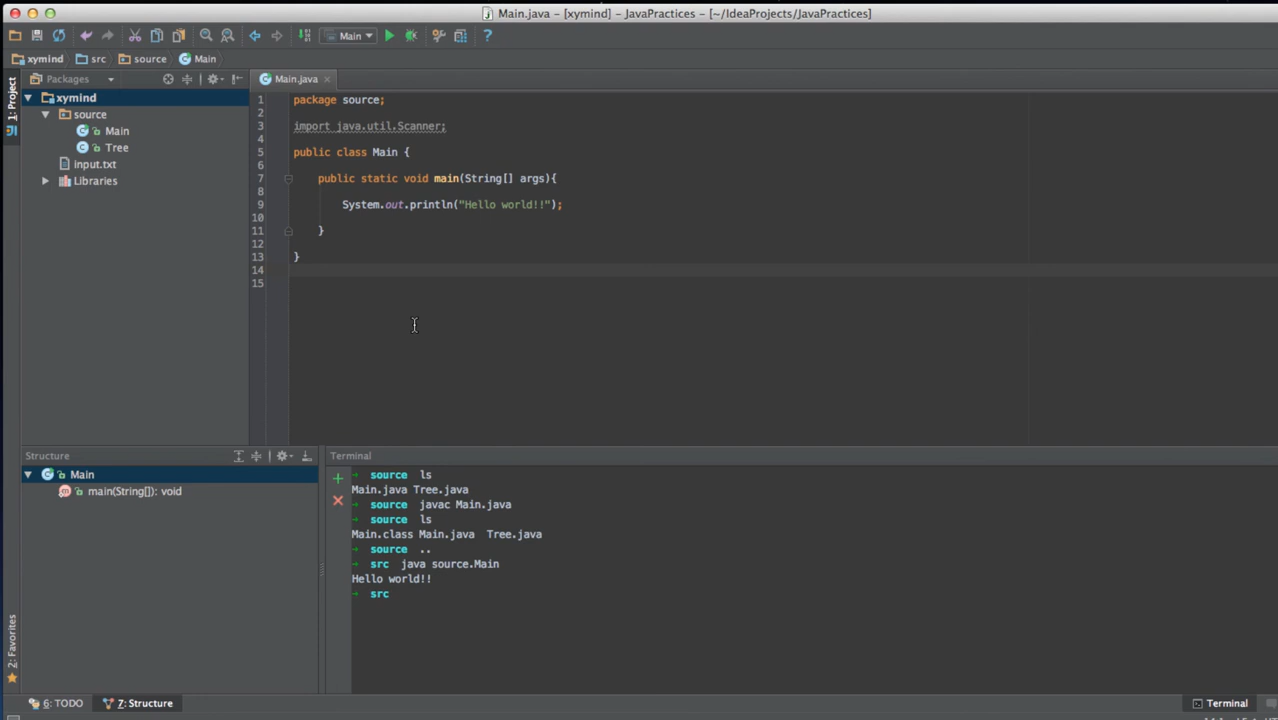 Main.java – [xymind] – JavaPractices – [~/IdeaProjects/JavaPractices]
Main
xymind src source Main
Packages
Main.java
1: Project
xymind
source
Main
Tree
input.txt
Libraries
1 package source;
2
3 import java.util.Scanner;
4
5 public class Main {
6
7 public static void main(String[] args){
8
9 System.out.println("Hello world!!");
10
11 }
12
13 }
14
15
Structure
Main
main(String[]): void
Terminal
→ source ls
Main.java Tree.java
→ source javac Main.java
→ source ls
Main.class Main.java Tree.java
→ source ..
→ src java source.Main
Hello world!!
→ src
2: Favorites
6: TODO
Z: Structure
Terminal